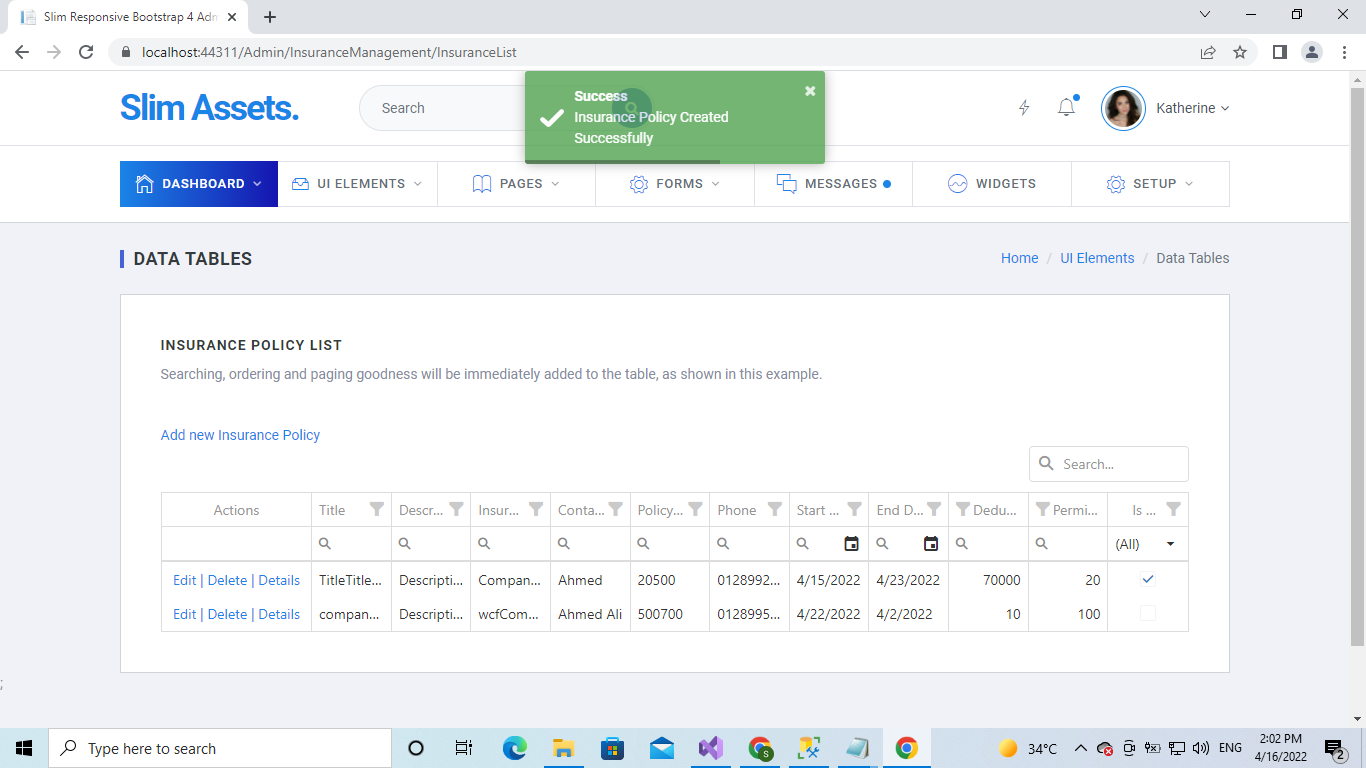 Slim Responsive Bootstrap 4 Adm
localhost:44311/Admin/InsuranceManagement/InsuranceList
Slim Assets.
Search
Success
Insurance Policy Created
Successfully
Katherine
DASHBOARD
UI ELEMENTS
PAGES
FORMS
MESSAGES
WIDGETS
SETUP
DATA TABLES
Home / UI Elements / Data Tables
INSURANCE POLICY LIST
Searching, ordering and paging goodness will be immediately added to the table, as shown in this example.
Add new Insurance Policy
Search...
Actions Title Descr... Insur... Conta... Policy... Phone Start ... End D... Dedu... Permi... Is ...
(All)
Edit | Delete | Details TitleTitle... Descripti... Compan... Ahmed 20500 0128992... 4/15/2022 4/23/2022 70000 20
Edit | Delete | Details compan... Descripti... wcfCom... Ahmed Ali 500700 0128995... 4/22/2022 4/2/2022 10 100
;
Type here to search
S
34°C
ENG
2:02 PM
4/16/2022
2